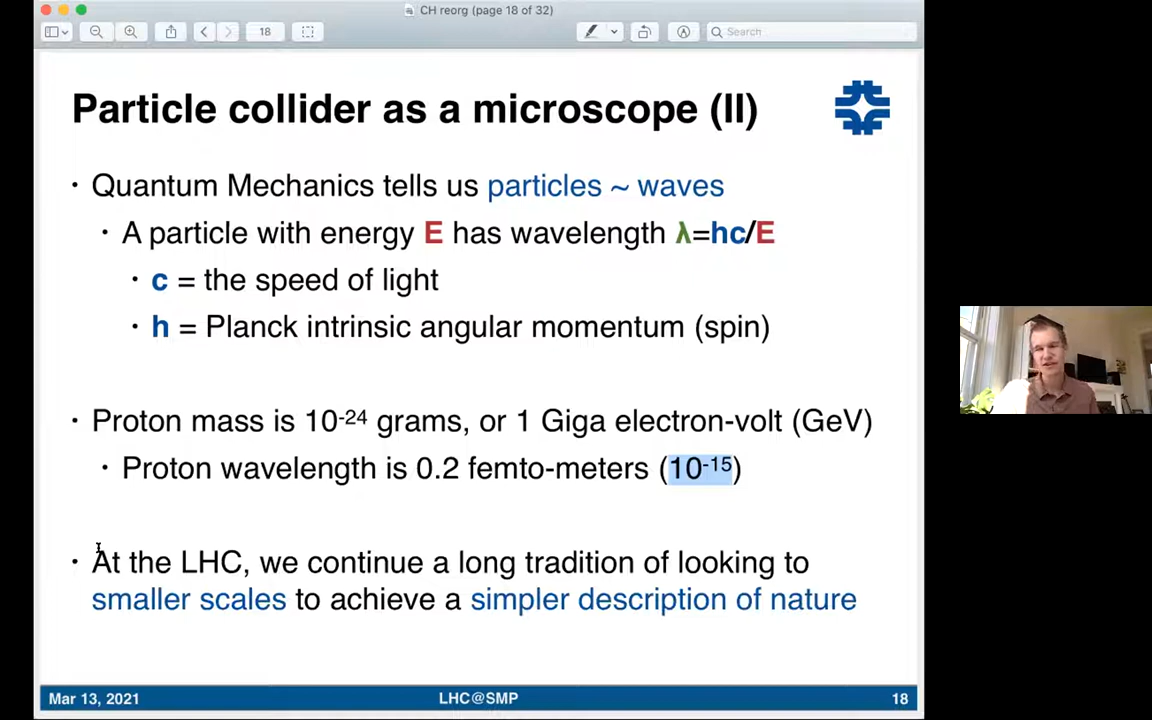 CH reorg (page 18 of 32)
18
Search
Particle collider as a microscope (II)
• Quantum Mechanics tells us particles ~ waves
• A particle with energy E has wavelength λ=hc/E
• c = the speed of light
• h = Planck intrinsic angular momentum (spin)
• Proton mass is 10⁻²⁴ grams, or 1 Giga electron-volt (GeV)
• Proton wavelength is 0.2 femto-meters (10⁻¹⁵)
• At the LHC, we continue a long tradition of looking to
smaller scales to achieve a simpler description of nature
Mar 13, 2021
LHC@SMP
18